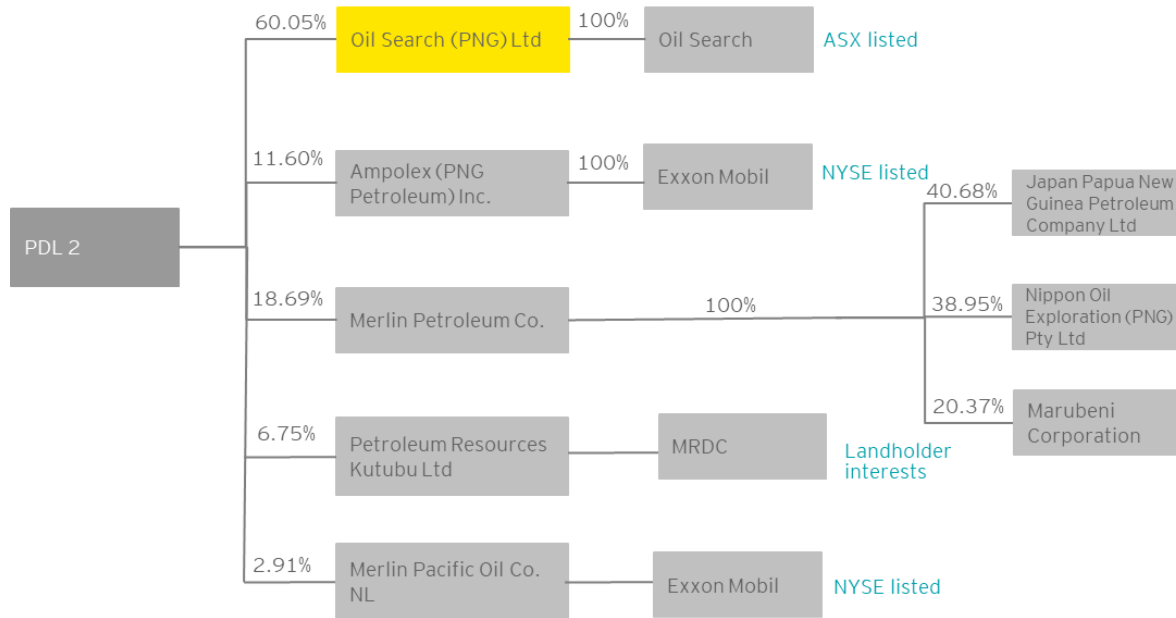 60.05%
Oil Search (PNG) Ltd
100%
Oil Search
ASX listed
11.60%
Ampolex (PNG
Petroleum) Inc.
100%
Exxon Mobil
NYSE listed
40.68%
Japan Papua New
Guinea Petroleum
Company Ltd
PDL 2
18.69%
Merlin Petroleum Co.
100%
38.95%
Nippon Oil
Exploration (PNG)
Pty Ltd
20.37%
Marubeni
Corporation
6.75%
Petroleum Resources
Kutubu Ltd
MRDC
Landholder
interests
2.91%
Merlin Pacific Oil Co.
NL
Exxon Mobil
NYSE listed